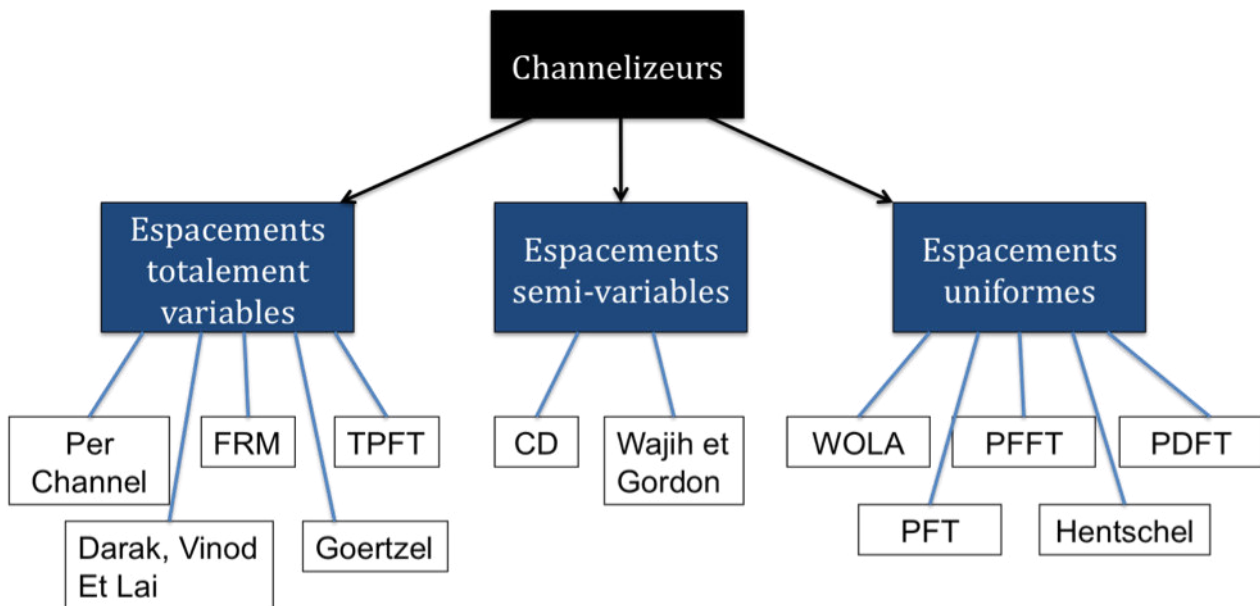 Channelizeurs
Espacements
totalement
variables
Espacements
semi-variables
Espacements
uniformes
Per
Channel
FRM
TPFT
CD
Wajih et
Gordon
WOLA
PFFT
PDFT
Darak, Vinod
Et Lai
Goertzel
PFT
Hentschel